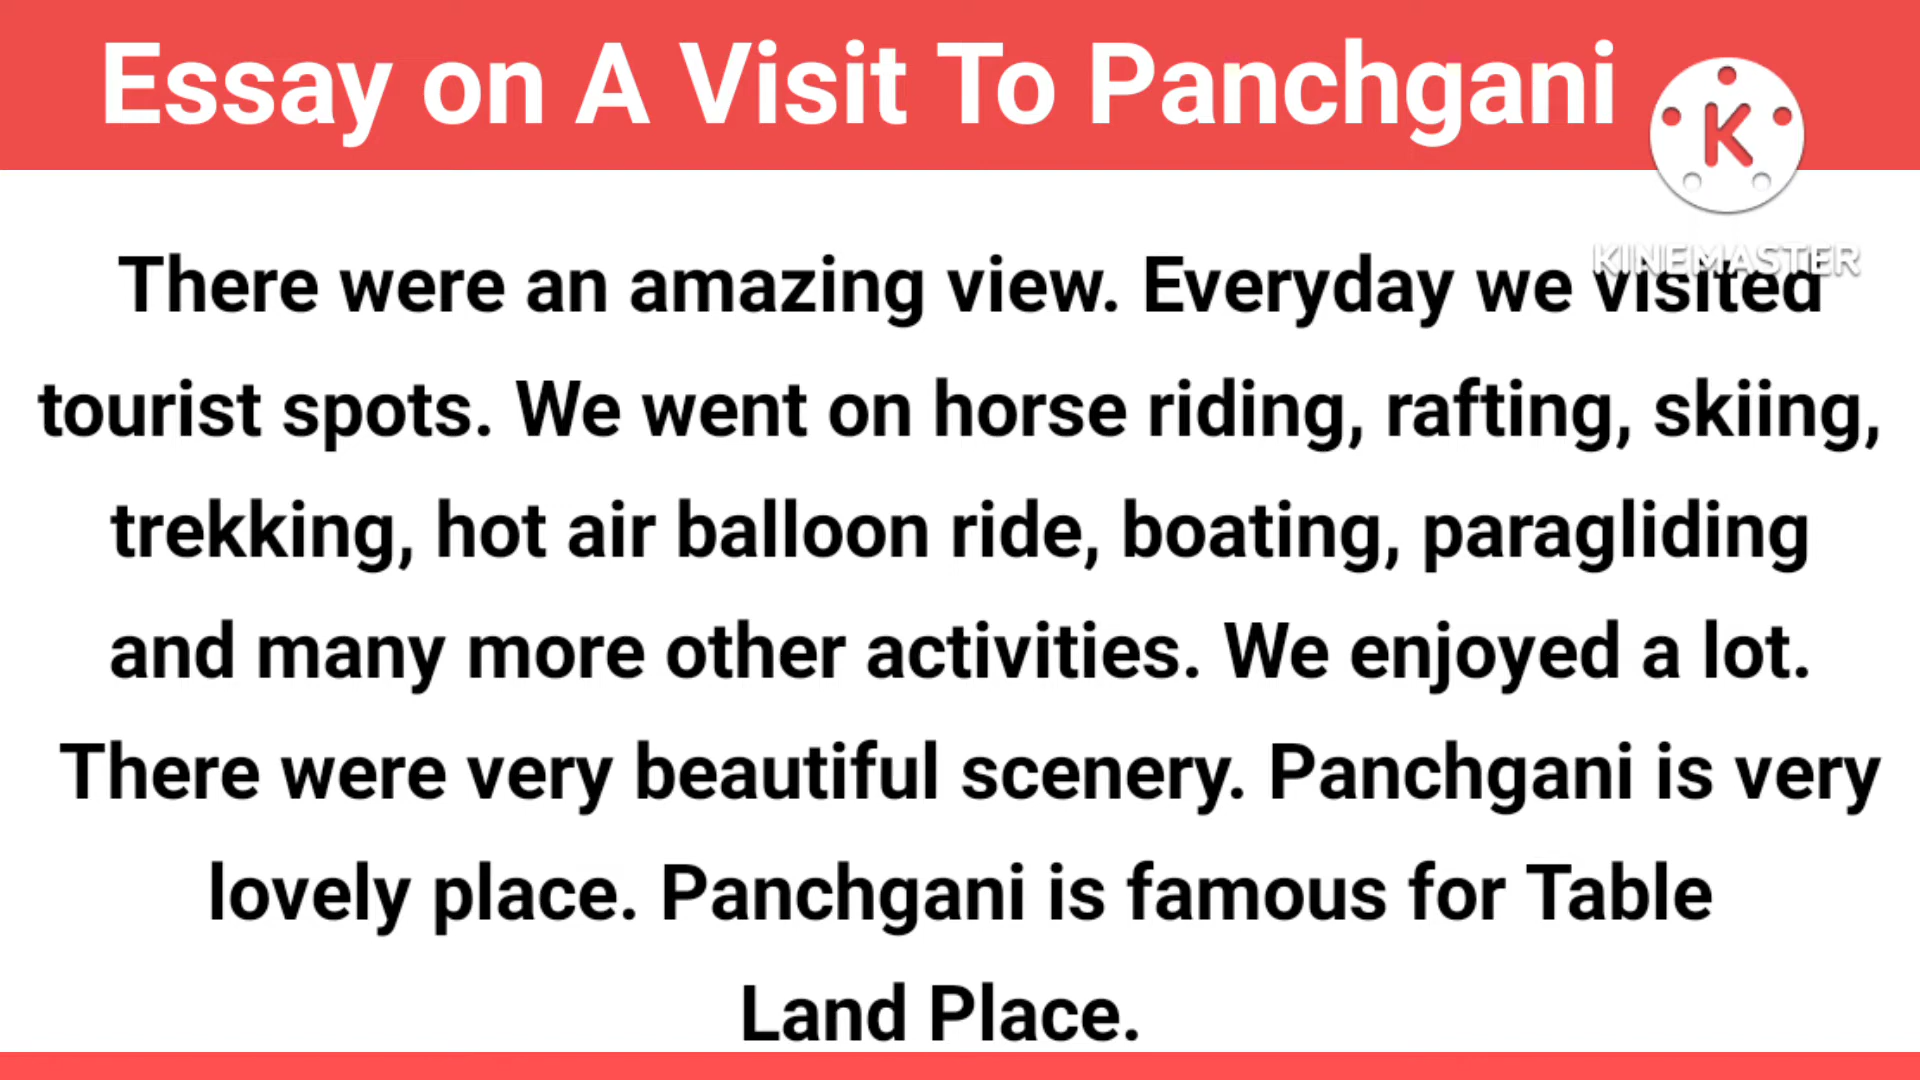 Essay on A Visit To Panchgani
K
KINEMASTER
There were an amazing view. Everyday we visited
tourist spots. We went on horse riding, rafting, skiing,
trekking, hot air balloon ride, boating, paragliding
and many more other activities. We enjoyed a lot.
There were very beautiful scenery. Panchgani is very
lovely place. Panchgani is famous for Table
Land Place.